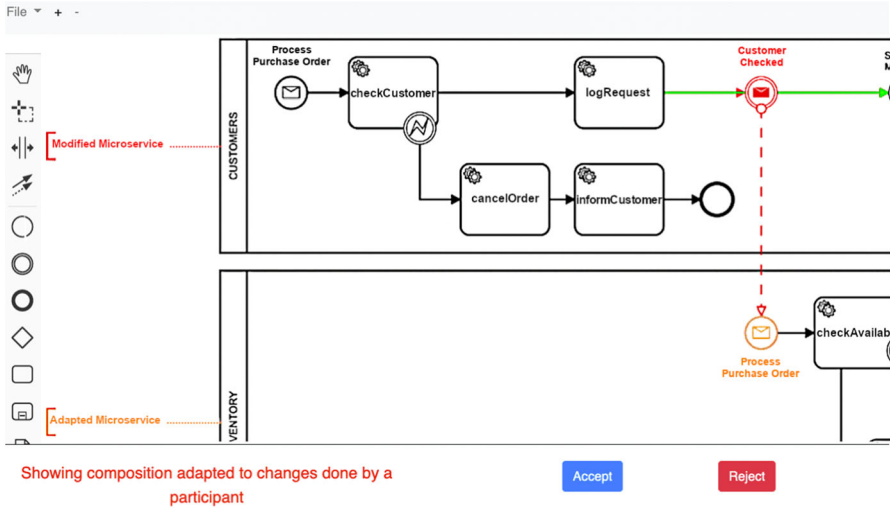 File + -
Process
Purchase Order
Customer
Checked
checkCustomer
logRequest
CUSTOMERS
Modified Microservice
cancelOrder
informCustomer
checkAvailab
Process
Purchase Order
VENTORY
Adapted Microservice
Showing composition adapted to changes done by a
participant
Accept
Reject